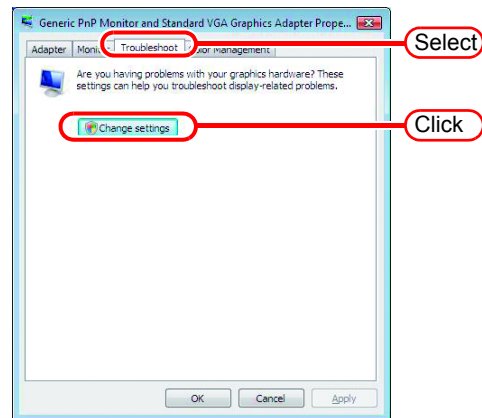 Generic PnP Monitor and Standard VGA Graphics Adapter Prope...
Adapter
Troubleshoot
Management
Select
Are you having problems with your graphics hardware? These
settings can help you troubleshoot display-related problems.
Change settings
Click
OK
Cancel
Apply